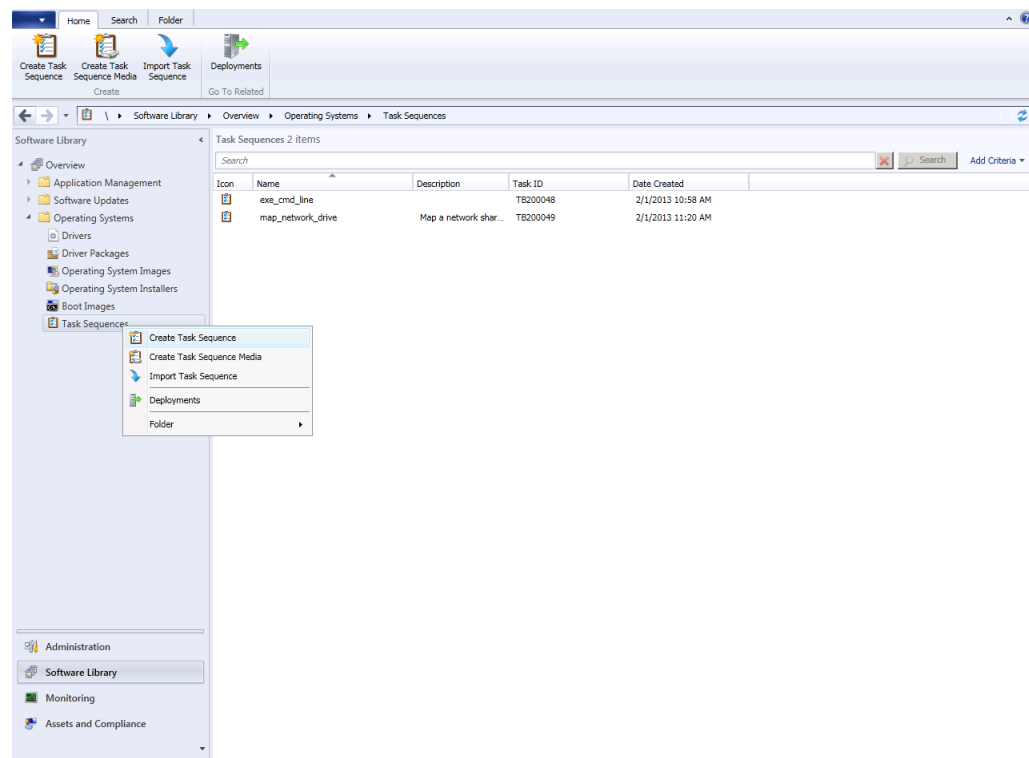 Home Search Folder
Create Task Sequence
Create Task Sequence Media
Import Task Sequence
Deployments
Create
Go To Related
\ Software Library Overview Operating Systems Task Sequences
Software Library
Overview
Application Management
Software Updates
Operating Systems
Drivers
Driver Packages
Operating System Images
Operating System Installers
Boot Images
Task Sequences
Create Task Sequence
Create Task Sequence Media
Import Task Sequence
Deployments
Folder
Task Sequences 2 items
Search
Search
Add Criteria
Icon Name Description Task ID Date Created
exe_cmd_line TB200048 2/1/2013 10:58 AM
map_network_drive Map a network shar... TB200049 2/1/2013 11:20 AM
Administration
Software Library
Monitoring
Assets and Compliance